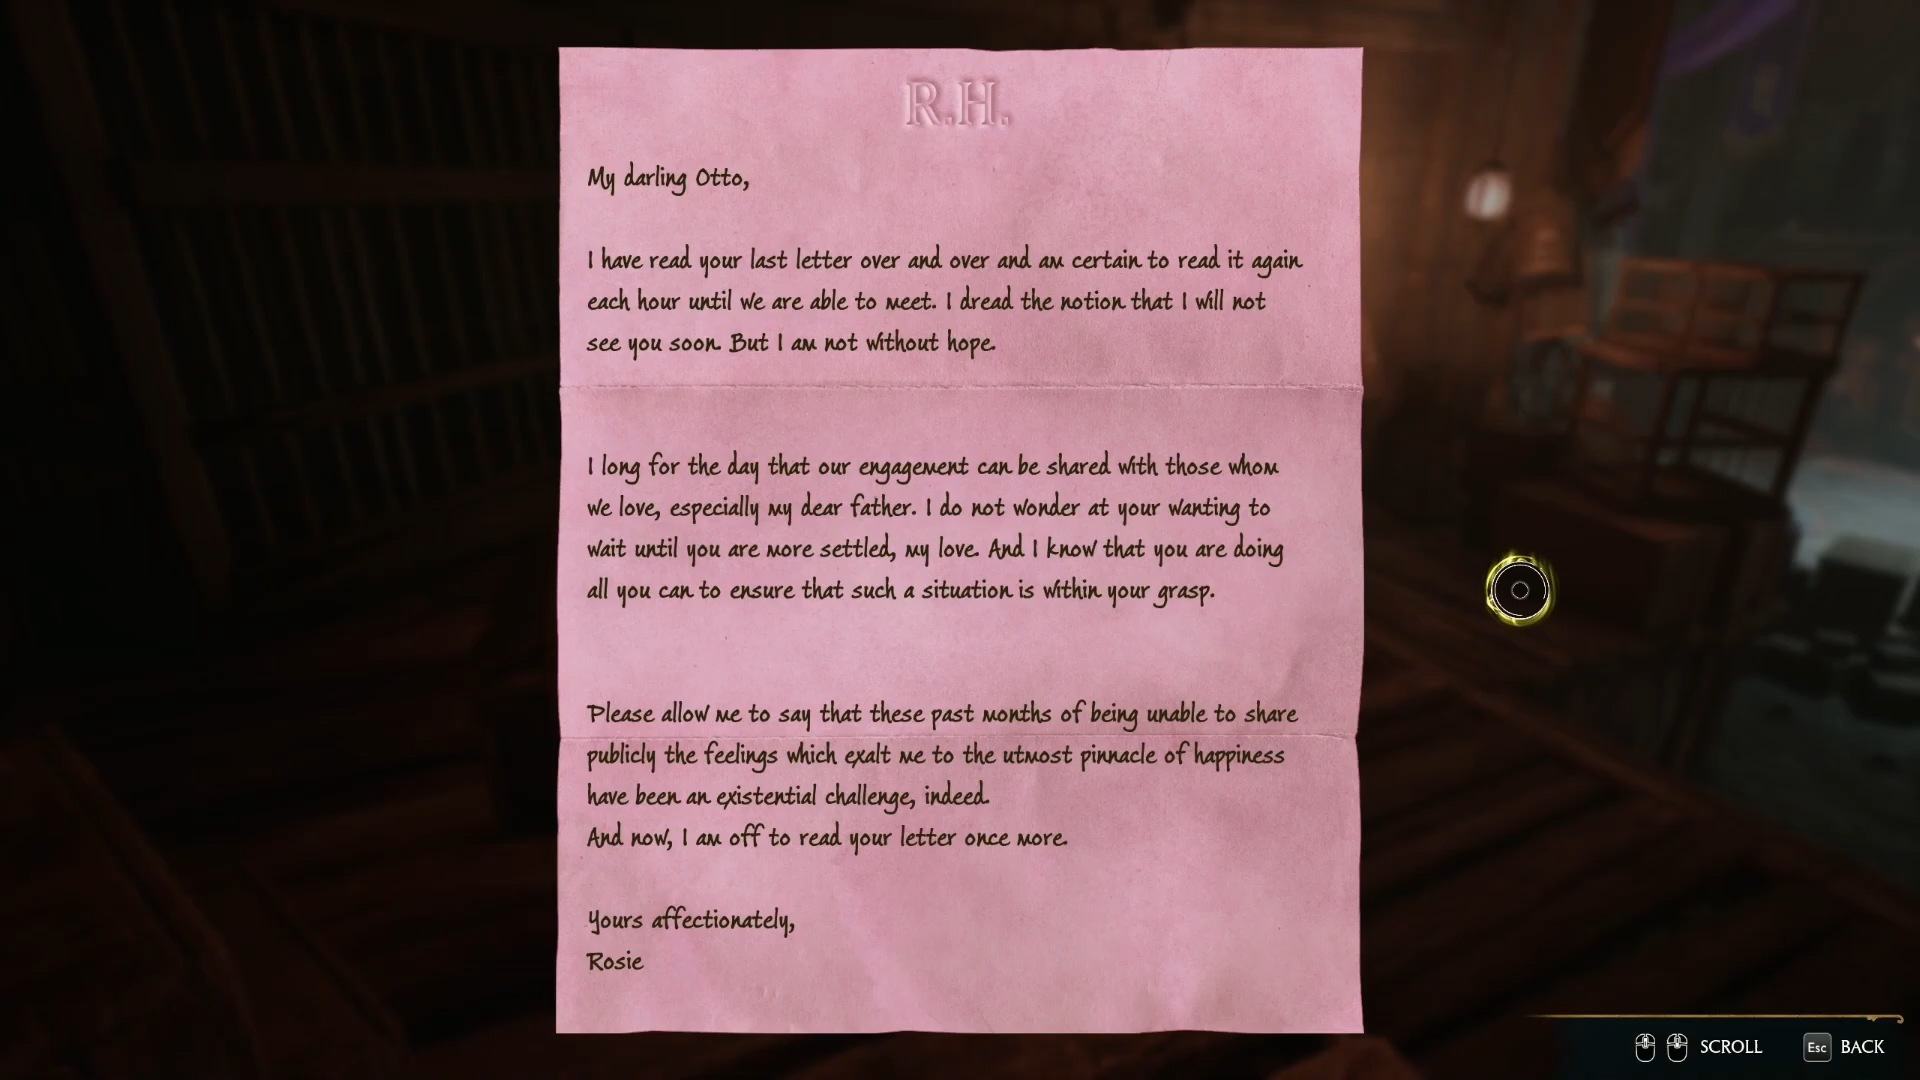 R.H.
My darling Otto,
I have read your last letter over and over and am certain to read it again
each hour until we are able to meet. I dread the notion that I will not
see you soon. But I am not without hope.
I long for the day that our engagement can be shared with those whom
we love, especially my dear father. I do not wonder at your wanting to
wait until you are more settled, my love. And I know that you are doing
all you can to ensure that such a situation is within your grasp.
Please allow me to say that these past months of being unable to share
publicly the feelings which exalt me to the utmost pinnacle of happiness
have been an existential challenge, indeed.
And now, I am off to read your letter once more.
Yours affectionately,
Rosie
SCROLL Esc BACK